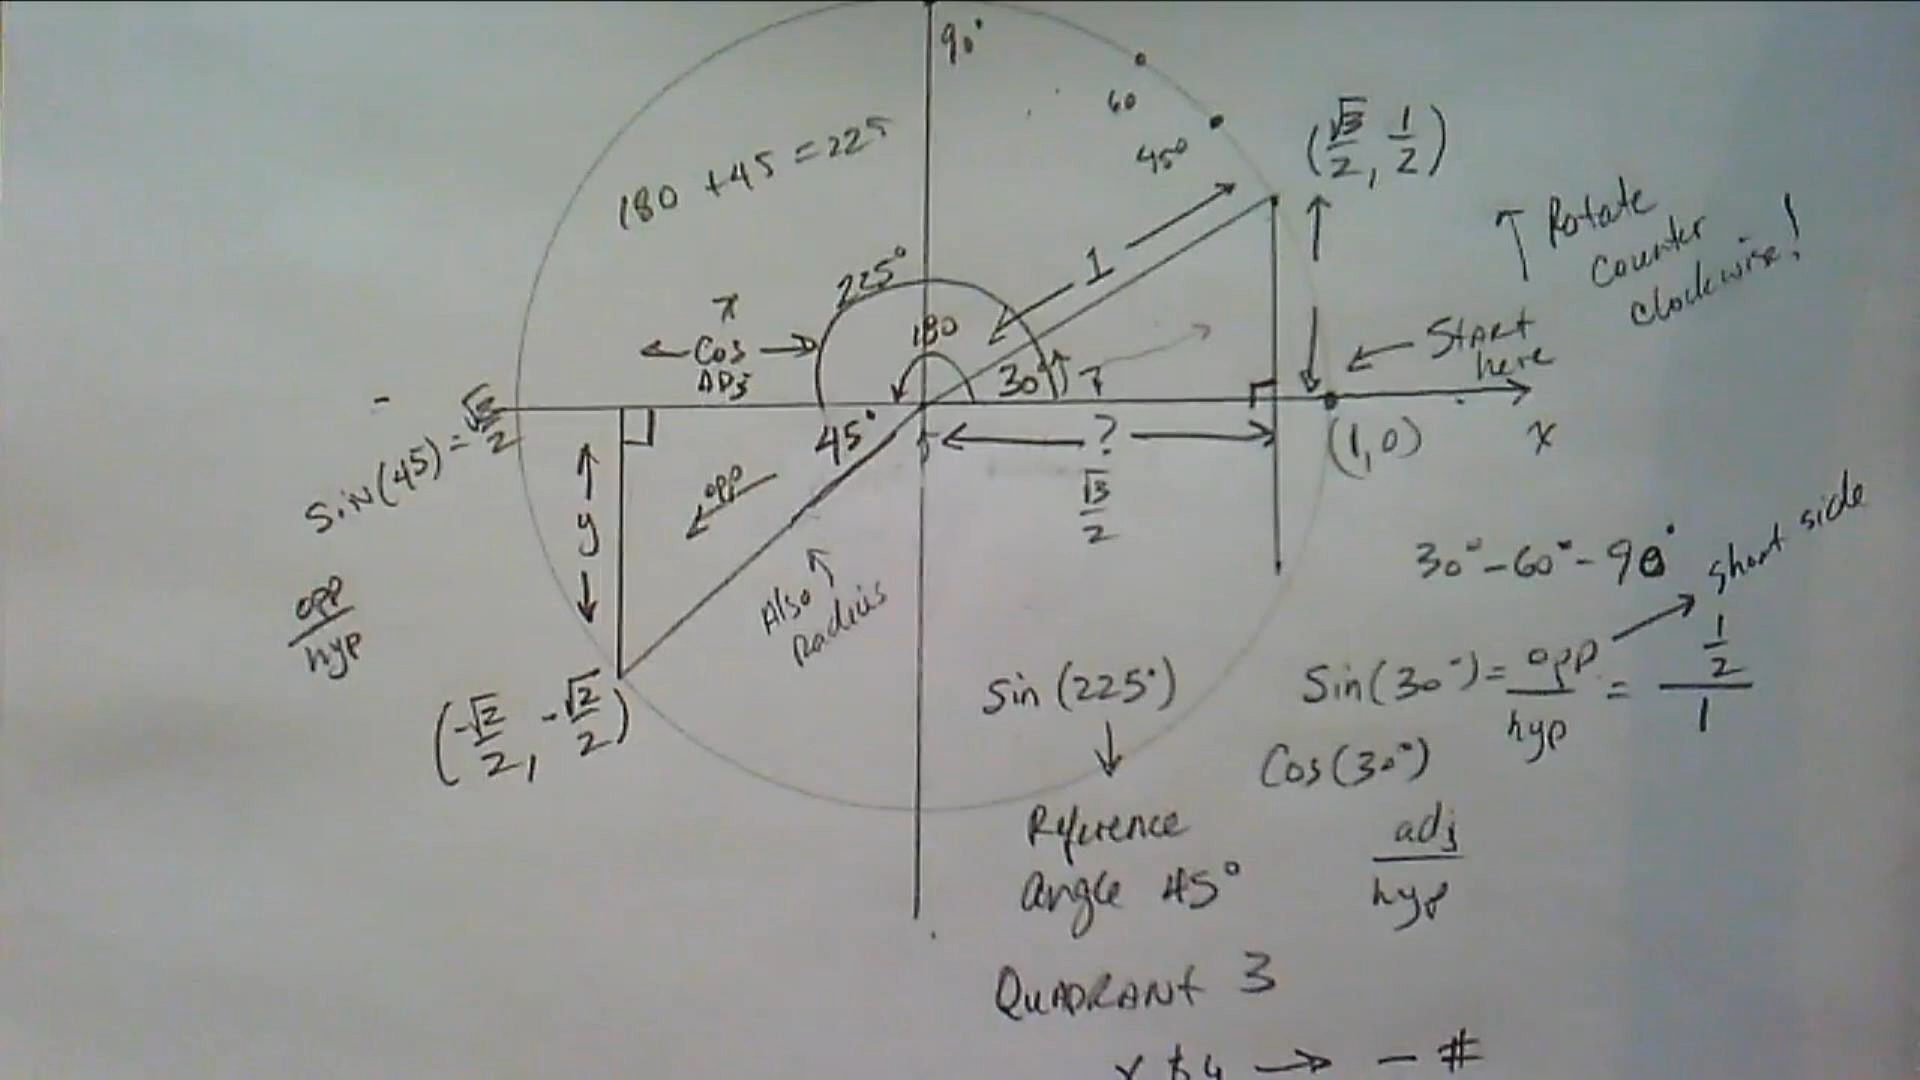 90°
60
45°
180 + 45 = 225
(√3/2, 1/2)
↑ Rotate
Counter
Clockwise!
← START
here
1
225°
180
30°
x
← Cos →
ADJ
45°
?
√3/2
(1,0)
x
-
Sin(45) = √2/2
opp/hyp
y
opp
Also
Radius
(-√2/2, -√2/2)
30°-60°-90°
short side
Sin(30°) = opp/hyp = 1/2/1
Cos(30°)
adj/hyp
Sin(225°)
↓
Reference
angle 45°
QUADRANT 3
x & y → - #